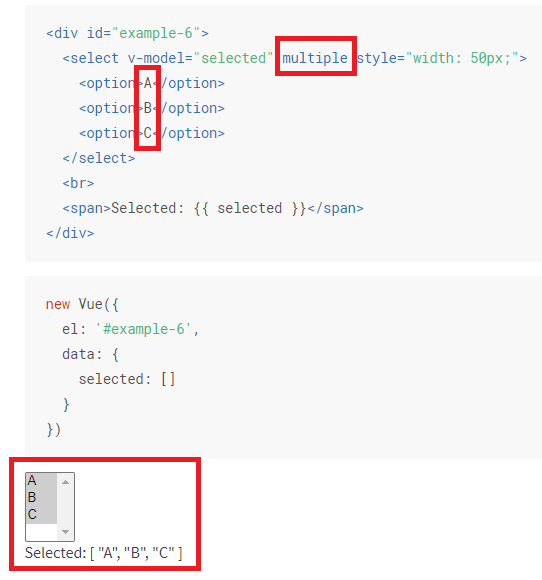 <div id="example-6">
  <select v-model="selected" multiple style="width: 50px;">
    <option>A</option>
    <option>B</option>
    <option>C</option>
  </select>
  <br>
  <span>Selected: {{ selected }}</span>
</div>
new Vue({
  el: '#example-6',
  data: {
    selected: []
  }
})
A
B
C
Selected: [ "A", "B", "C" ]